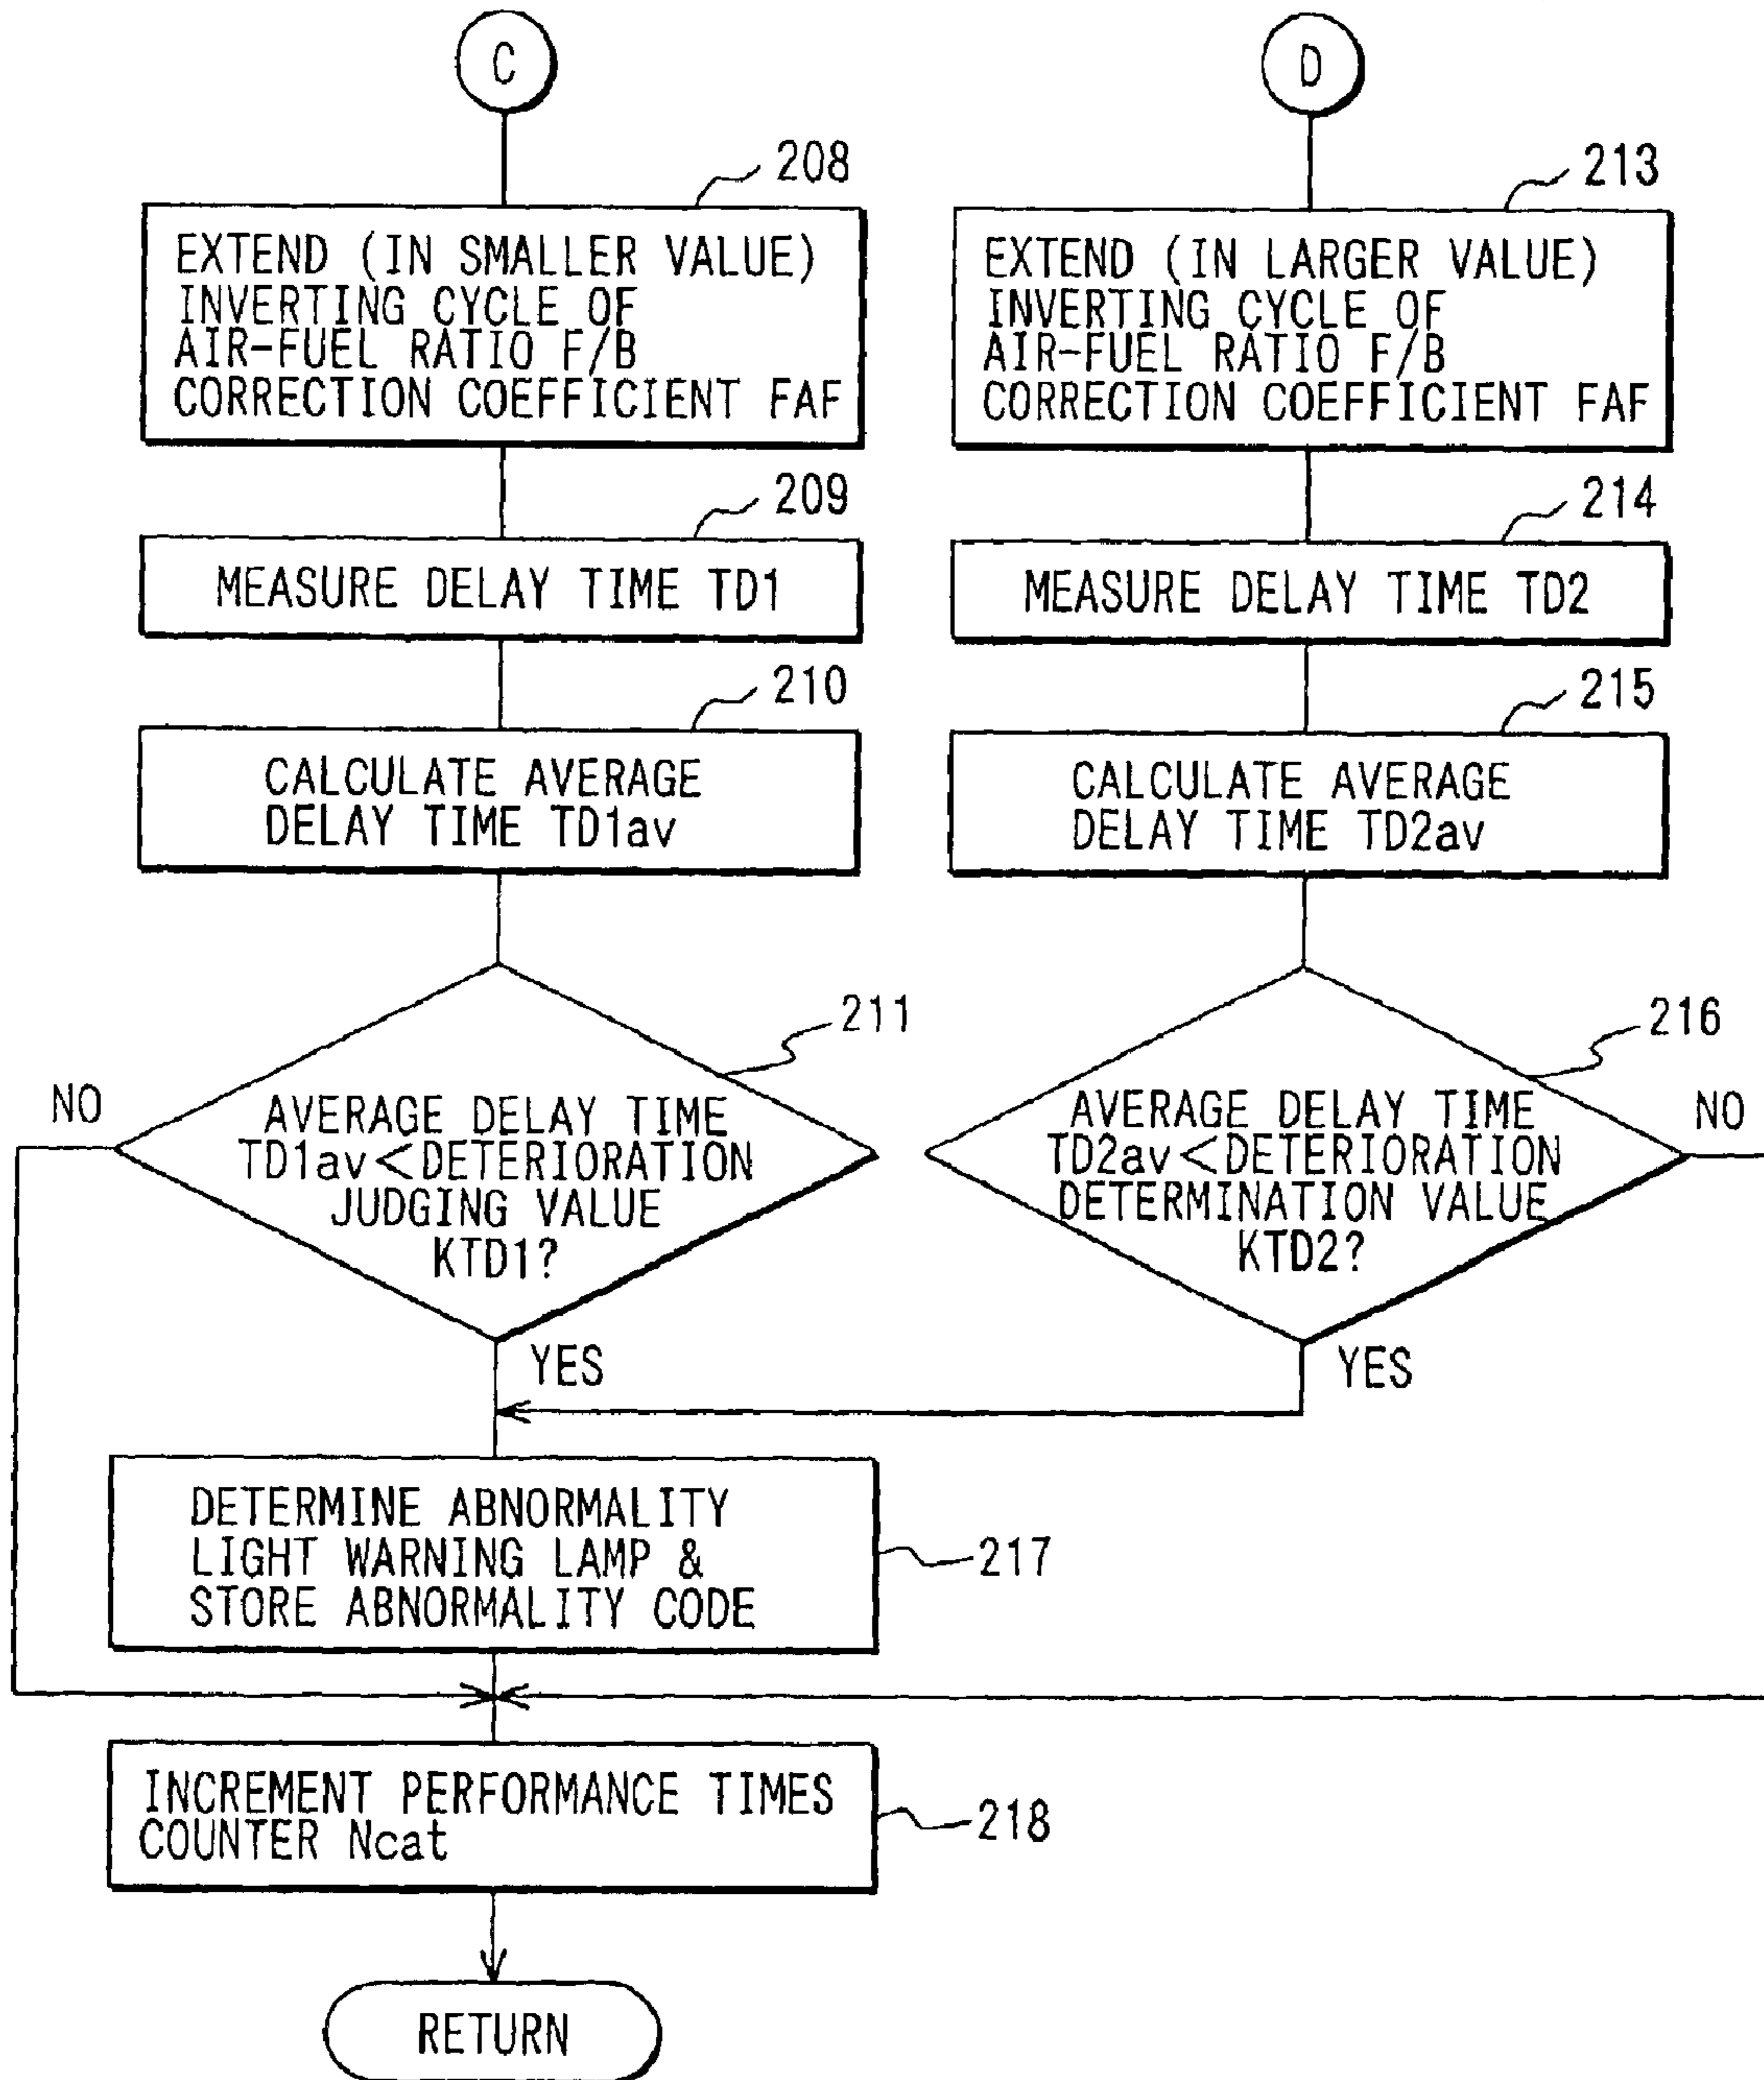 C
208
EXTEND (IN SMALLER VALUE)
INVERTING CYCLE OF
AIR-FUEL RATIO F/B
CORRECTION COEFFICIENT FAF
209
MEASURE DELAY TIME TD1
210
CALCULATE AVERAGE
DELAY TIME TD1av
211
NO
AVERAGE DELAY TIME
TD1av<DETERIORATION
JUDGING VALUE
KTD1?
YES
D
213
EXTEND (IN LARGER VALUE)
INVERTING CYCLE OF
AIR-FUEL RATIO F/B
CORRECTION COEFFICIENT FAF
214
MEASURE DELAY TIME TD2
215
CALCULATE AVERAGE
DELAY TIME TD2av
216
NO
AVERAGE DELAY TIME
TD2av<DETERIORATION
DETERMINATION VALUE
KTD2?
YES
DETERMINE ABNORMALITY
LIGHT WARNING LAMP &
STORE ABNORMALITY CODE
217
INCREMENT PERFORMANCE TIMES
COUNTER Ncat
218
RETURN